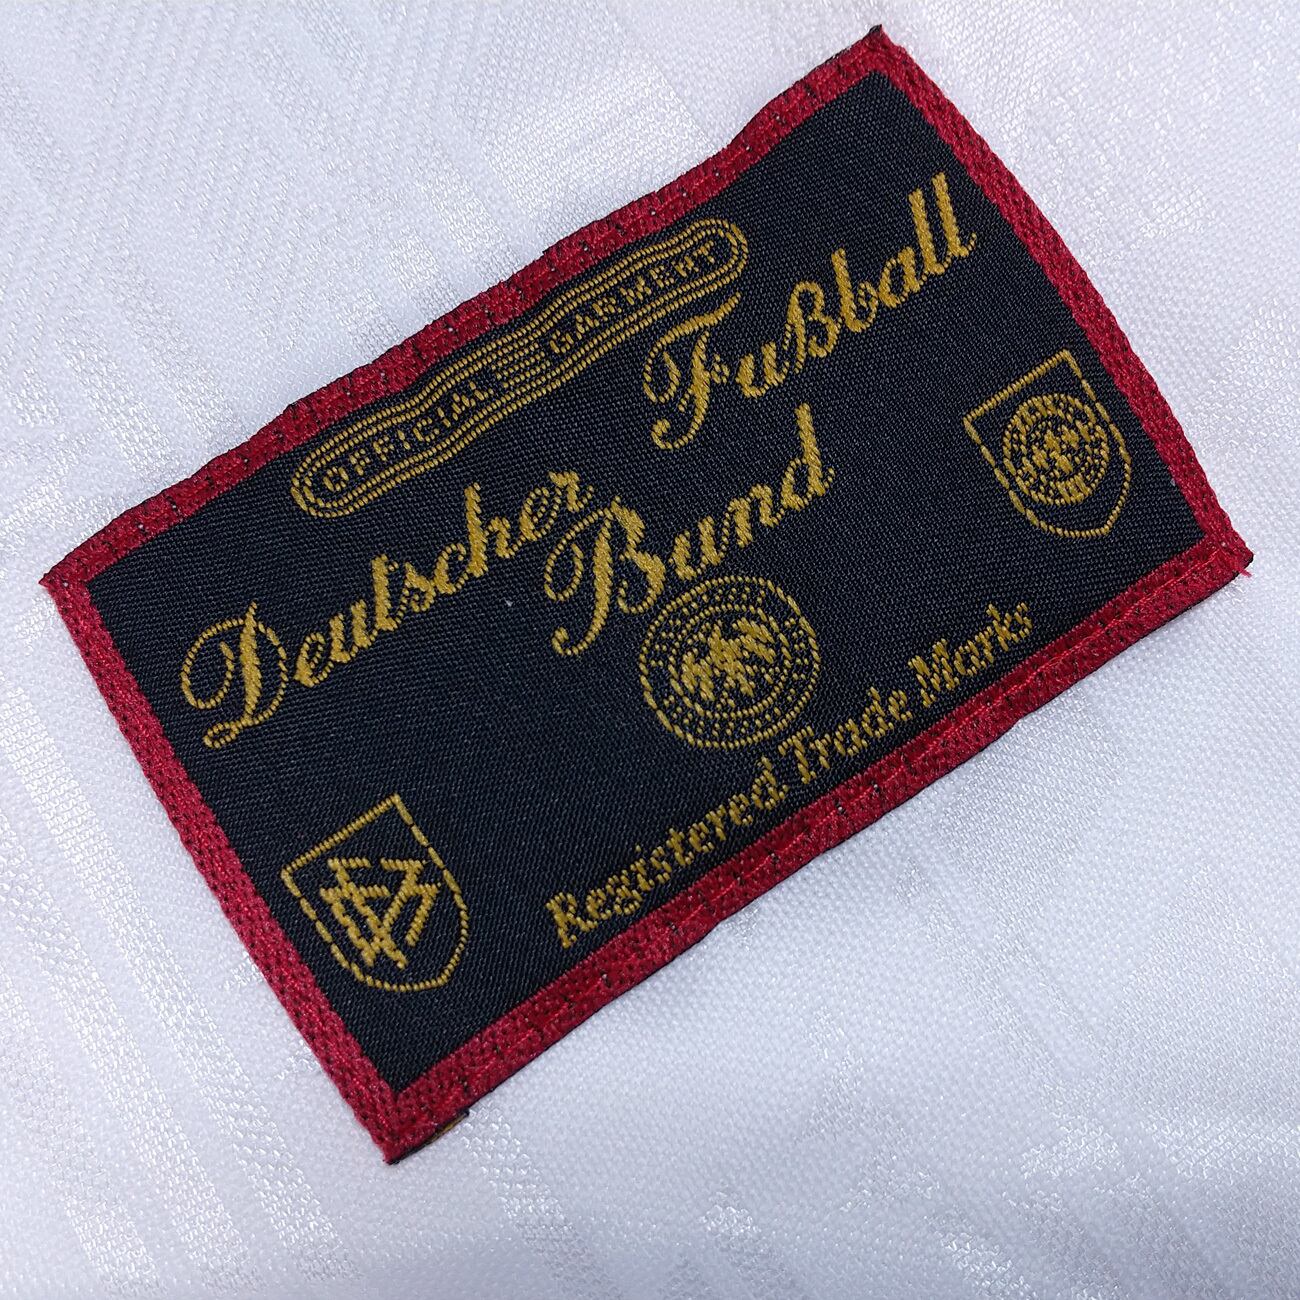 OFFICIAL GARMENT
Deutscher Fußball
Bund
Registered Trade Marks